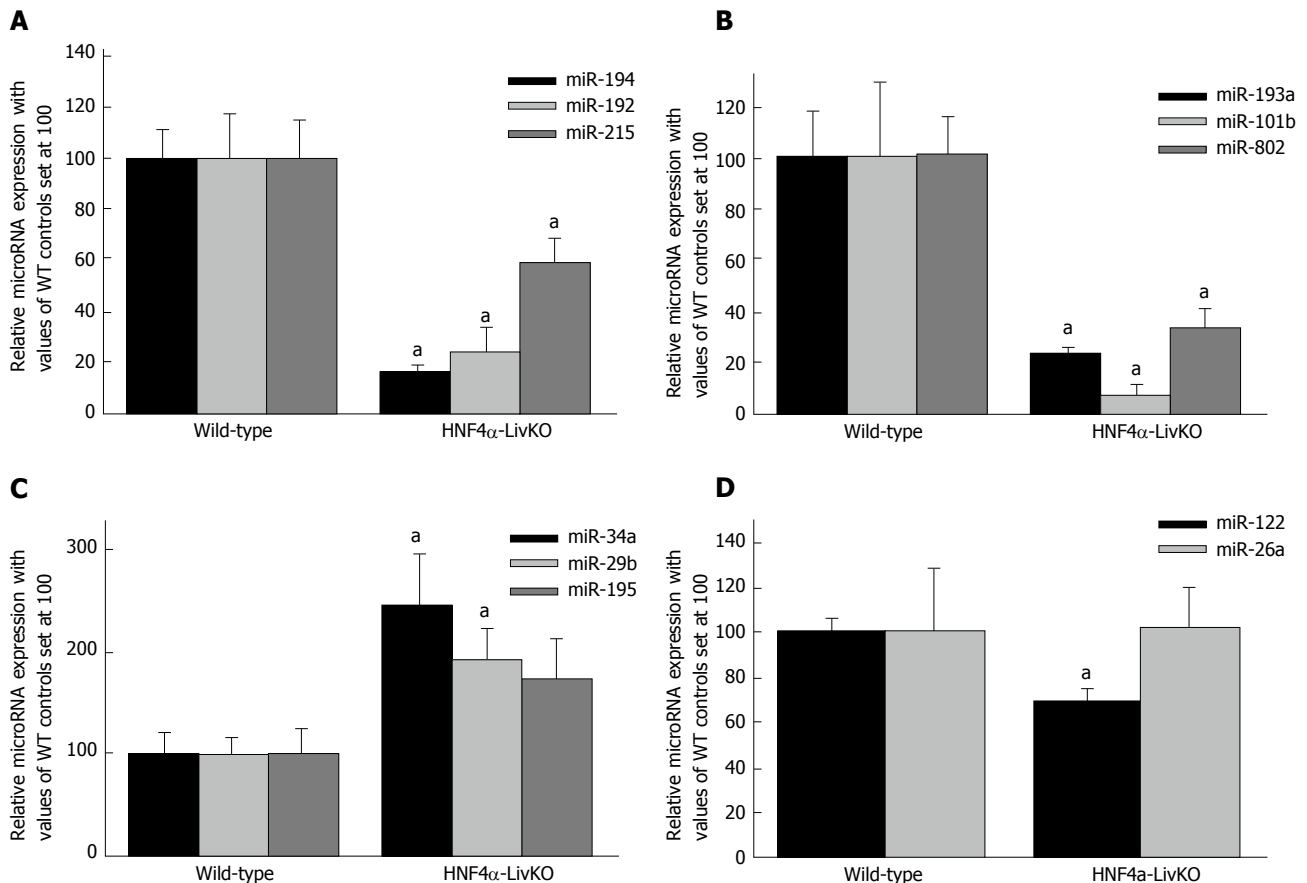 A
Relative microRNA expression with
values of WT controls set at 100
140
120
100
80
60
40
20
0
miR-194
miR-192
miR-215
a
a
a
Wild-type
HNF4α-LivKO
B
Relative microRNA expression with
values of WT controls set at 100
120
100
80
60
40
20
0
miR-193a
miR-101b
miR-802
a
a
a
Wild-type
HNF4α-LivKO
C
Relative microRNA expression with
values of WT controls set at 100
300
200
100
0
miR-34a
miR-29b
miR-195
a
a
Wild-type
HNF4α-LivKO
D
Relative microRNA expression with
values of WT controls set at 100
140
120
100
80
60
40
20
0
miR-122
miR-26a
a
Wild-type
HNF4a-LivKO